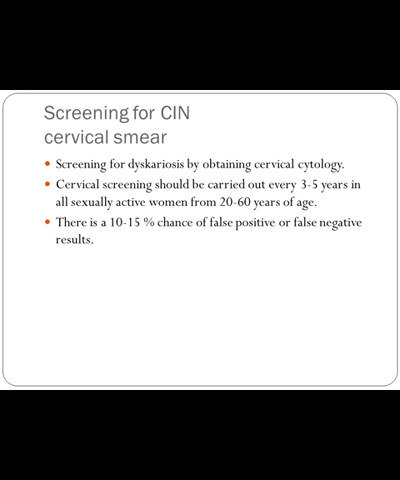 Screening for CIN
cervical smear
• Screening for dyskariosis by obtaining cervical cytology.
• Cervical screening should be carried out every 3-5 years in
all sexually active women from 20-60 years of age.
• There is a 10-15 % chance of false positive or false negative
results.